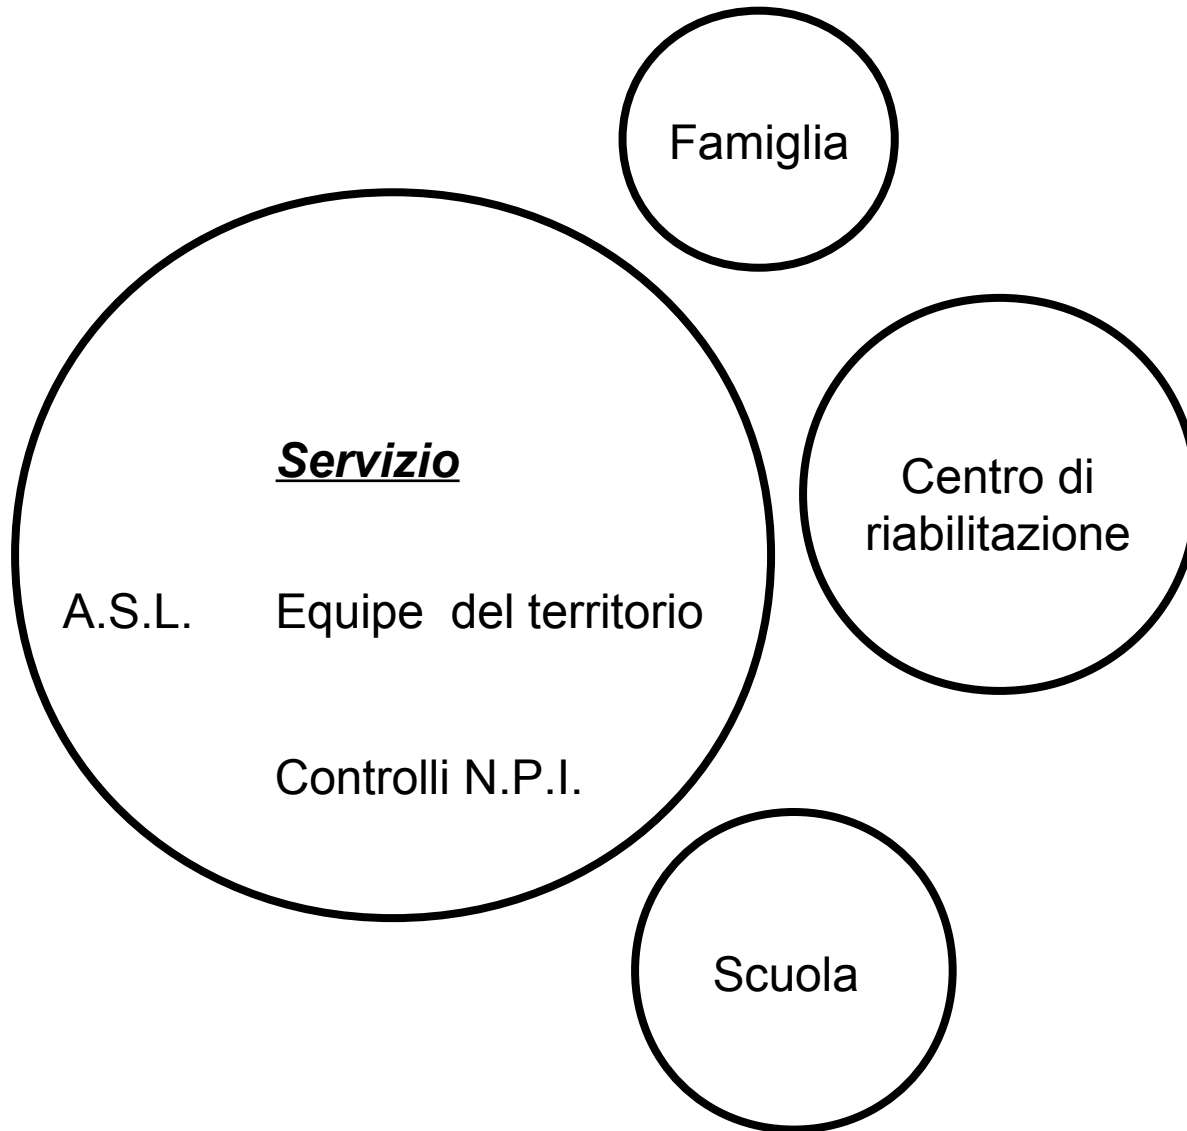 Famiglia
Servizio
Centro di
riabilitazione
A.S.L. Equipe del territorio
Controlli N.P.I.
Scuola